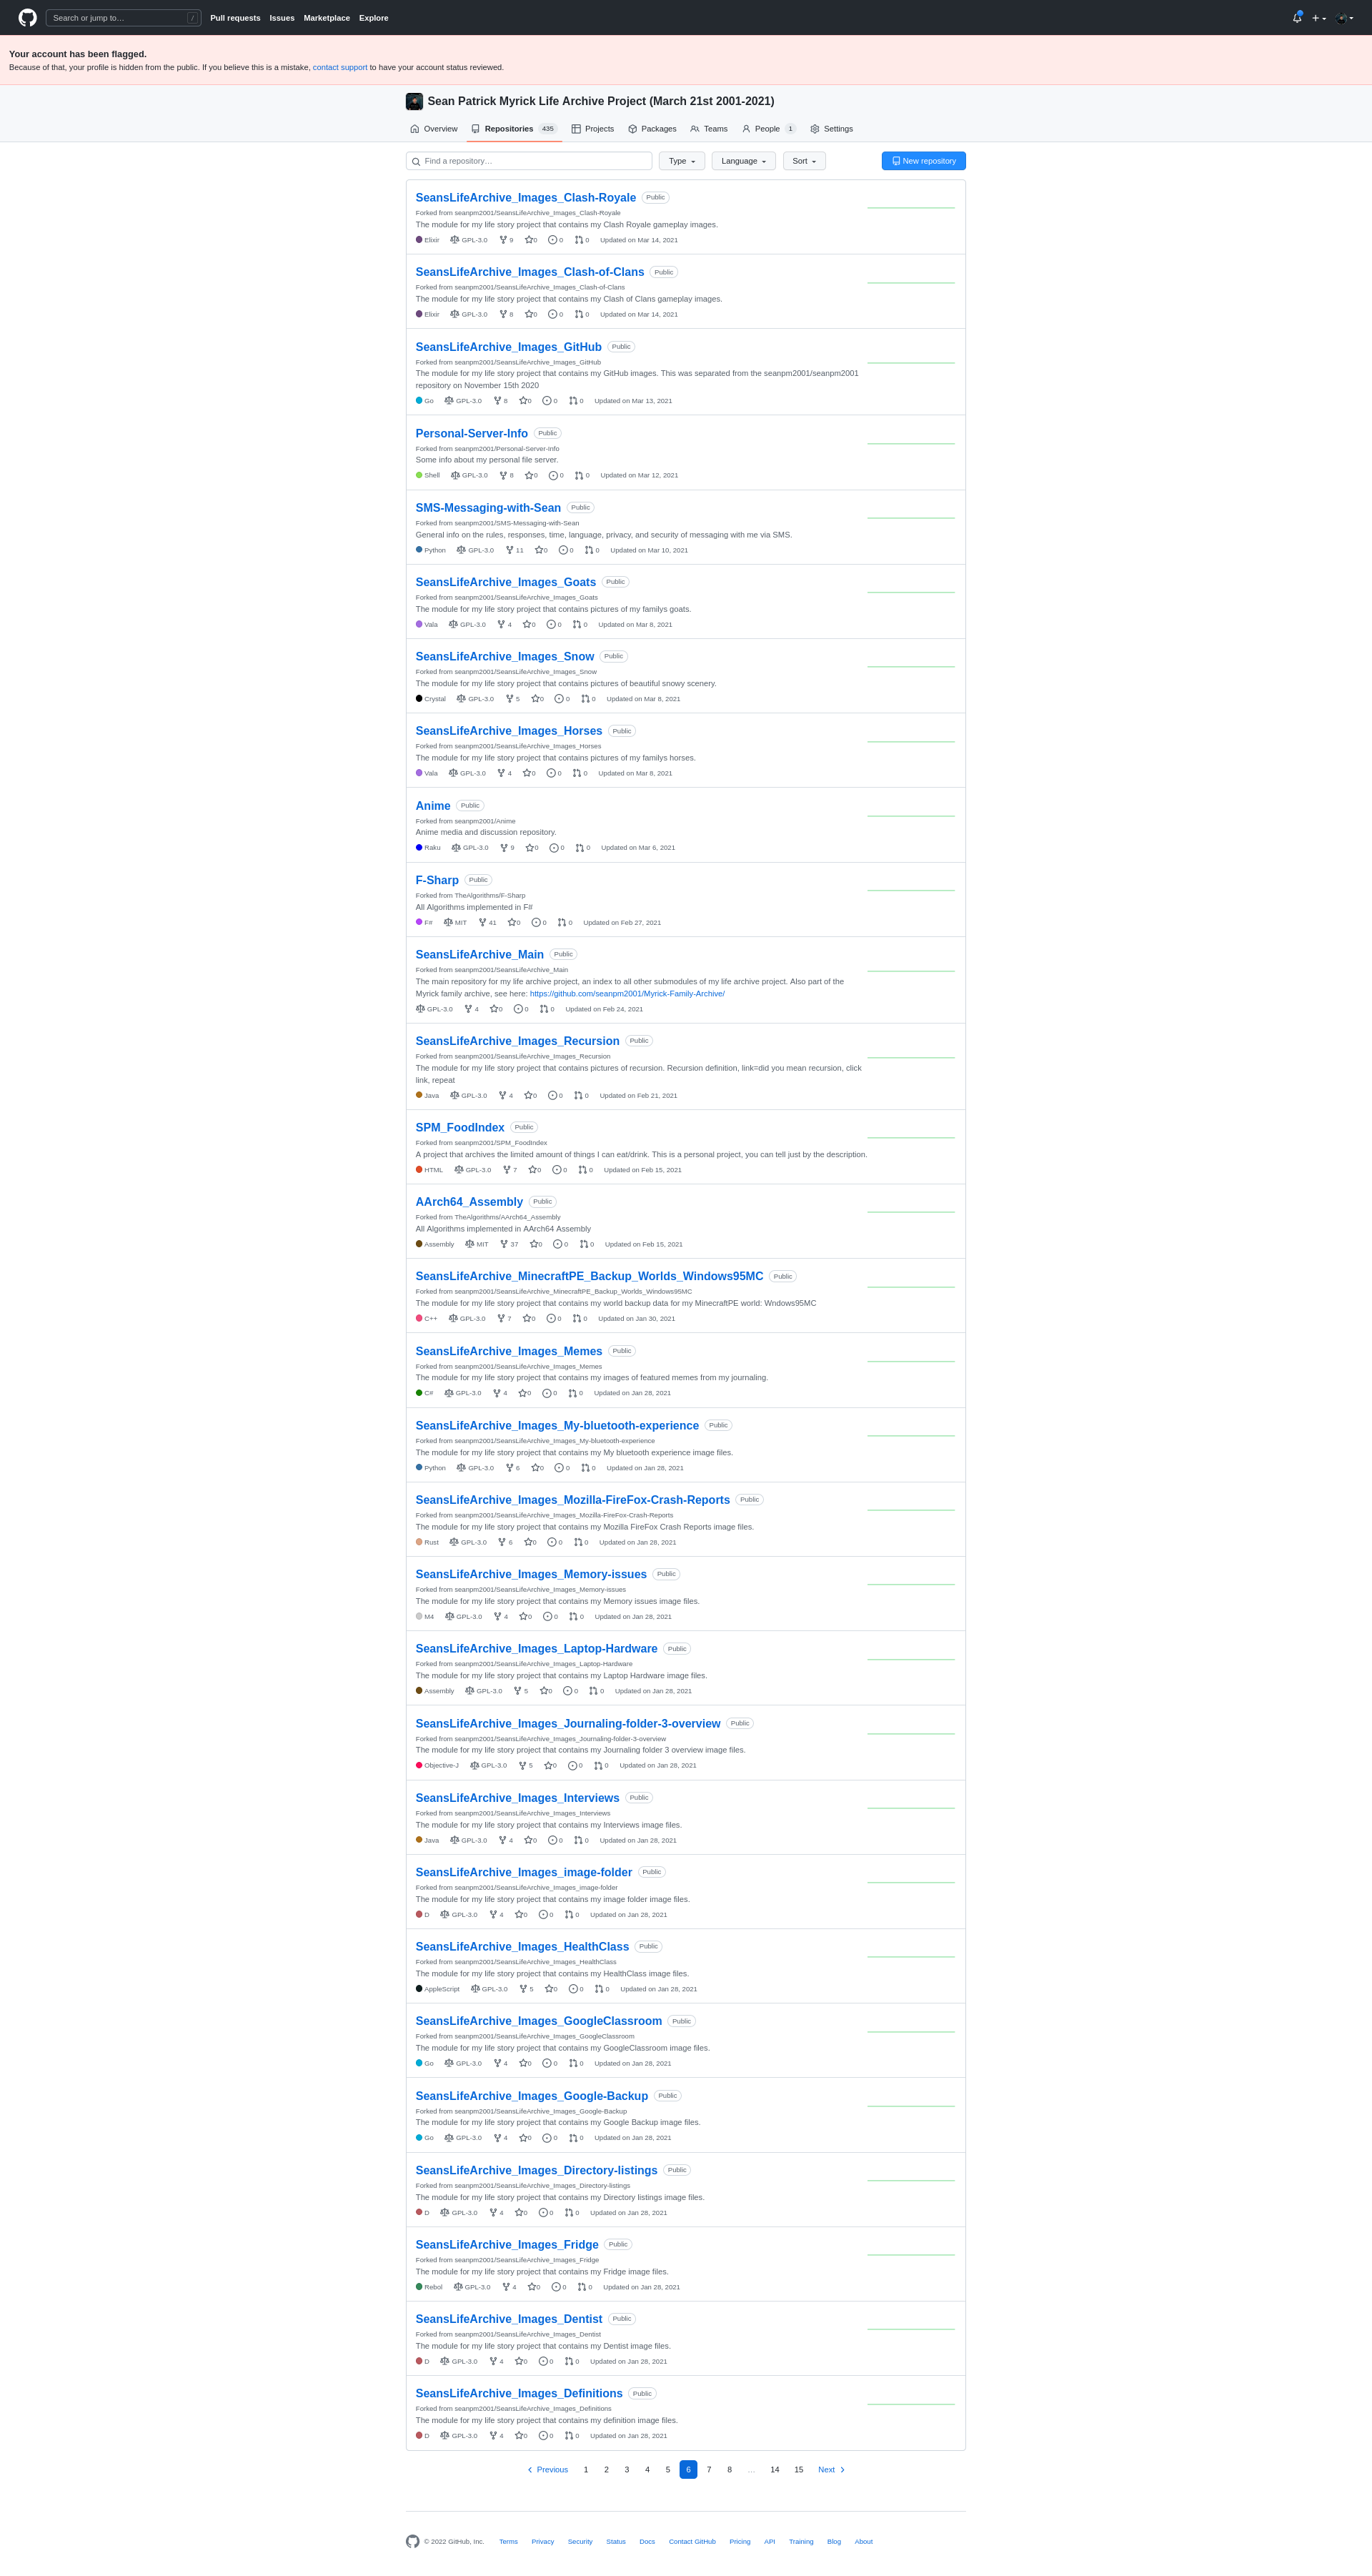 Search or jump to… /
Pull requests Issues Marketplace Explore
Your account has been flagged.
Because of that, your profile is hidden from the public. If you believe this is a mistake, contact support to have your account status reviewed.
Sean Patrick Myrick Life Archive Project (March 21st 2001-2021)
Overview Repositories 435 Projects Packages Teams People 1 Settings
Find a repository… Type Language Sort New repository
SeansLifeArchive_Images_Clash-Royale Public
Forked from seanpm2001/SeansLifeArchive_Images_Clash-Royale
The module for my life story project that contains my Clash Royale gameplay images.
Elixir GPL-3.0 9 0 0 0 Updated on Mar 14, 2021
SeansLifeArchive_Images_Clash-of-Clans Public
Forked from seanpm2001/SeansLifeArchive_Images_Clash-of-Clans
The module for my life story project that contains my Clash of Clans gameplay images.
Elixir GPL-3.0 8 0 0 0 Updated on Mar 14, 2021
SeansLifeArchive_Images_GitHub Public
Forked from seanpm2001/SeansLifeArchive_Images_GitHub
The module for my life story project that contains my GitHub images. This was separated from the seanpm2001/seanpm2001
repository on November 15th 2020
Go GPL-3.0 8 0 0 0 Updated on Mar 13, 2021
Personal-Server-Info Public
Forked from seanpm2001/Personal-Server-Info
Some info about my personal file server.
Shell GPL-3.0 8 0 0 0 Updated on Mar 12, 2021
SMS-Messaging-with-Sean Public
Forked from seanpm2001/SMS-Messaging-with-Sean
General info on the rules, responses, time, language, privacy, and security of messaging with me via SMS.
Python GPL-3.0 11 0 0 0 Updated on Mar 10, 2021
SeansLifeArchive_Images_Goats Public
Forked from seanpm2001/SeansLifeArchive_Images_Goats
The module for my life story project that contains pictures of my familys goats.
Vala GPL-3.0 4 0 0 0 Updated on Mar 8, 2021
SeansLifeArchive_Images_Snow Public
Forked from seanpm2001/SeansLifeArchive_Images_Snow
The module for my life story project that contains pictures of beautiful snowy scenery.
Crystal GPL-3.0 5 0 0 0 Updated on Mar 8, 2021
SeansLifeArchive_Images_Horses Public
Forked from seanpm2001/SeansLifeArchive_Images_Horses
The module for my life story project that contains pictures of my familys horses.
Vala GPL-3.0 4 0 0 0 Updated on Mar 8, 2021
Anime Public
Forked from seanpm2001/Anime
Anime media and discussion repository.
Raku GPL-3.0 9 0 0 0 Updated on Mar 6, 2021
F-Sharp Public
Forked from TheAlgorithms/F-Sharp
All Algorithms implemented in F#
F# MIT 41 0 0 0 Updated on Feb 27, 2021
SeansLifeArchive_Main Public
Forked from seanpm2001/SeansLifeArchive_Main
The main repository for my life archive project, an index to all other submodules of my life archive project. Also part of the
Myrick family archive, see here: https://github.com/seanpm2001/Myrick-Family-Archive/
GPL-3.0 4 0 0 0 Updated on Feb 24, 2021
SeansLifeArchive_Images_Recursion Public
Forked from seanpm2001/SeansLifeArchive_Images_Recursion
The module for my life story project that contains pictures of recursion. Recursion definition, link=did you mean recursion, click
link, repeat
Java GPL-3.0 4 0 0 0 Updated on Feb 21, 2021
SPM_FoodIndex Public
Forked from seanpm2001/SPM_FoodIndex
A project that archives the limited amount of things I can eat/drink. This is a personal project, you can tell just by the description.
HTML GPL-3.0 7 0 0 0 Updated on Feb 15, 2021
AArch64_Assembly Public
Forked from TheAlgorithms/AArch64_Assembly
All Algorithms implemented in AArch64 Assembly
Assembly MIT 37 0 0 0 Updated on Feb 15, 2021
SeansLifeArchive_MinecraftPE_Backup_Worlds_Windows95MC Public
Forked from seanpm2001/SeansLifeArchive_MinecraftPE_Backup_Worlds_Windows95MC
The module for my life story project that contains my world backup data for my MinecraftPE world: Wndows95MC
C++ GPL-3.0 7 0 0 0 Updated on Jan 30, 2021
SeansLifeArchive_Images_Memes Public
Forked from seanpm2001/SeansLifeArchive_Images_Memes
The module for my life story project that contains my images of featured memes from my journaling.
C# GPL-3.0 4 0 0 0 Updated on Jan 28, 2021
SeansLifeArchive_Images_My-bluetooth-experience Public
Forked from seanpm2001/SeansLifeArchive_Images_My-bluetooth-experience
The module for my life story project that contains my My bluetooth experience image files.
Python GPL-3.0 6 0 0 0 Updated on Jan 28, 2021
SeansLifeArchive_Images_Mozilla-FireFox-Crash-Reports Public
Forked from seanpm2001/SeansLifeArchive_Images_Mozilla-FireFox-Crash-Reports
The module for my life story project that contains my Mozilla FireFox Crash Reports image files.
Rust GPL-3.0 6 0 0 0 Updated on Jan 28, 2021
SeansLifeArchive_Images_Memory-issues Public
Forked from seanpm2001/SeansLifeArchive_Images_Memory-issues
The module for my life story project that contains my Memory issues image files.
M4 GPL-3.0 4 0 0 0 Updated on Jan 28, 2021
SeansLifeArchive_Images_Laptop-Hardware Public
Forked from seanpm2001/SeansLifeArchive_Images_Laptop-Hardware
The module for my life story project that contains my Laptop Hardware image files.
Assembly GPL-3.0 5 0 0 0 Updated on Jan 28, 2021
SeansLifeArchive_Images_Journaling-folder-3-overview Public
Forked from seanpm2001/SeansLifeArchive_Images_Journaling-folder-3-overview
The module for my life story project that contains my Journaling folder 3 overview image files.
Objective-J GPL-3.0 5 0 0 0 Updated on Jan 28, 2021
SeansLifeArchive_Images_Interviews Public
Forked from seanpm2001/SeansLifeArchive_Images_Interviews
The module for my life story project that contains my Interviews image files.
Java GPL-3.0 4 0 0 0 Updated on Jan 28, 2021
SeansLifeArchive_Images_image-folder Public
Forked from seanpm2001/SeansLifeArchive_Images_image-folder
The module for my life story project that contains my image folder image files.
D GPL-3.0 4 0 0 0 Updated on Jan 28, 2021
SeansLifeArchive_Images_HealthClass Public
Forked from seanpm2001/SeansLifeArchive_Images_HealthClass
The module for my life story project that contains my HealthClass image files.
AppleScript GPL-3.0 5 0 0 0 Updated on Jan 28, 2021
SeansLifeArchive_Images_GoogleClassroom Public
Forked from seanpm2001/SeansLifeArchive_Images_GoogleClassroom
The module for my life story project that contains my GoogleClassroom image files.
Go GPL-3.0 4 0 0 0 Updated on Jan 28, 2021
SeansLifeArchive_Images_Google-Backup Public
Forked from seanpm2001/SeansLifeArchive_Images_Google-Backup
The module for my life story project that contains my Google Backup image files.
Go GPL-3.0 4 0 0 0 Updated on Jan 28, 2021
SeansLifeArchive_Images_Directory-listings Public
Forked from seanpm2001/SeansLifeArchive_Images_Directory-listings
The module for my life story project that contains my Directory listings image files.
D GPL-3.0 4 0 0 0 Updated on Jan 28, 2021
SeansLifeArchive_Images_Fridge Public
Forked from seanpm2001/SeansLifeArchive_Images_Fridge
The module for my life story project that contains my Fridge image files.
Rebol GPL-3.0 4 0 0 0 Updated on Jan 28, 2021
SeansLifeArchive_Images_Dentist Public
Forked from seanpm2001/SeansLifeArchive_Images_Dentist
The module for my life story project that contains my Dentist image files.
D GPL-3.0 4 0 0 0 Updated on Jan 28, 2021
SeansLifeArchive_Images_Definitions Public
Forked from seanpm2001/SeansLifeArchive_Images_Definitions
The module for my life story project that contains my definition image files.
D GPL-3.0 4 0 0 0 Updated on Jan 28, 2021
Previous 1 2 3 4 5 6 7 8 … 14 15 Next
© 2022 GitHub, Inc. Terms Privacy Security Status Docs Contact GitHub Pricing API Training Blog About